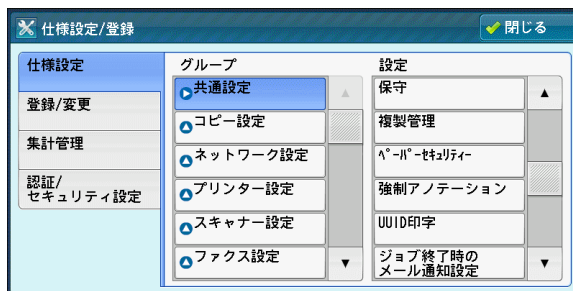 仕様設定/登録
閉じる
仕様設定
登録/変更
集計管理
認証/
セキュリティ設定
グループ
共通設定
コピー設定
ネットワーク設定
プリンター設定
スキャナー設定
ファクス設定
設定
保守
複製管理
ﾍﾟｰﾊﾟｰｾｷｭﾘﾃｨｰ
強制アノテーション
UUID印字
ジョブ終了時の
メール通知設定